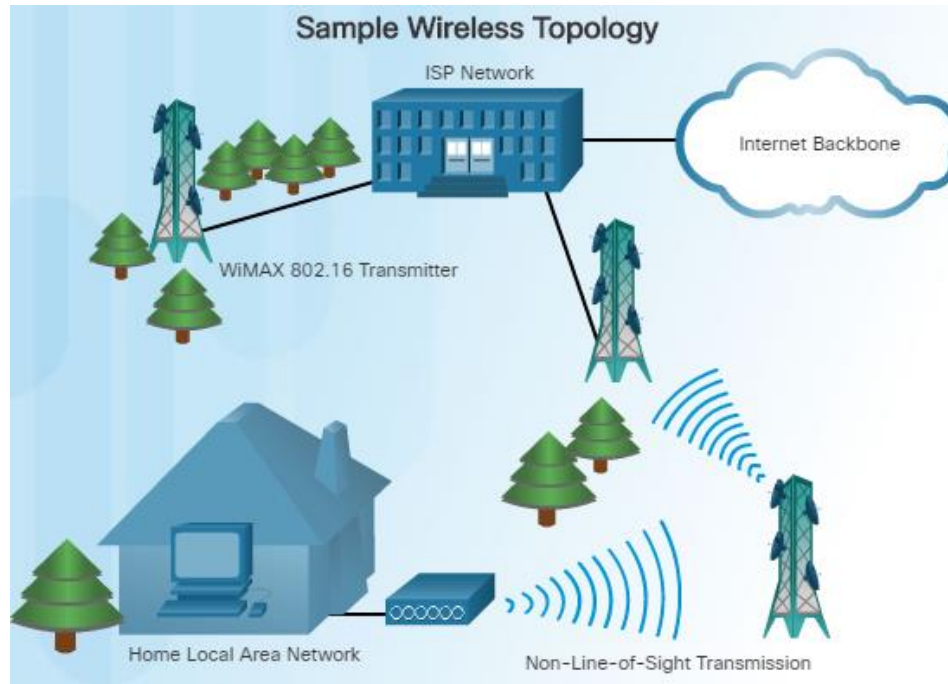 Sample Wireless Topology
ISP Network
Internet Backbone
WiMAX 802.16 Transmitter
Home Local Area Network
Non-Line-of-Sight Transmission